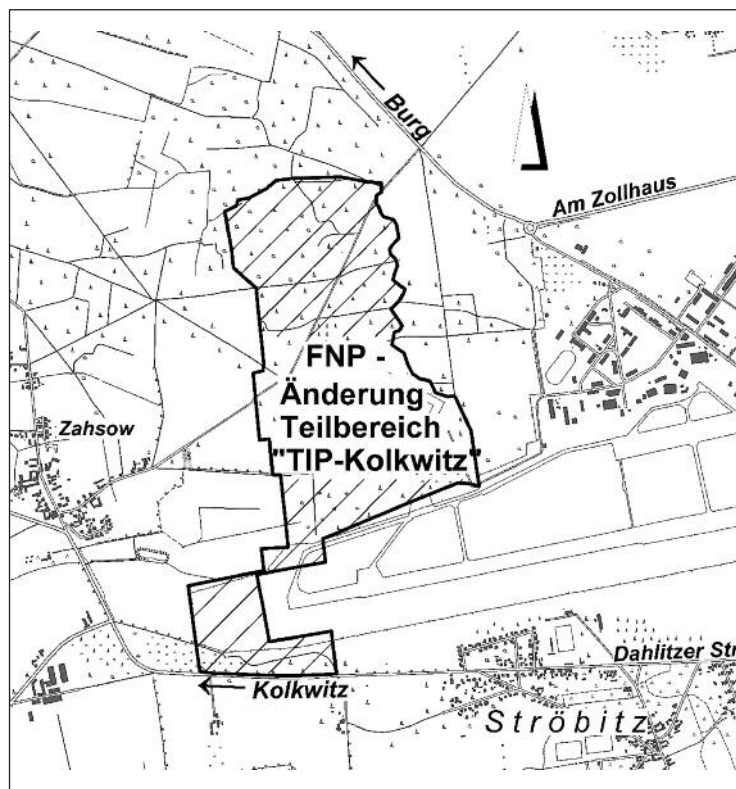 Burg
Am Zollhaus
FNP -
Änderung
Teilbereich
"TIP-Kolkwitz"
Zahsow
Dahlitzer Str
Kolkwitz
Ströbitz